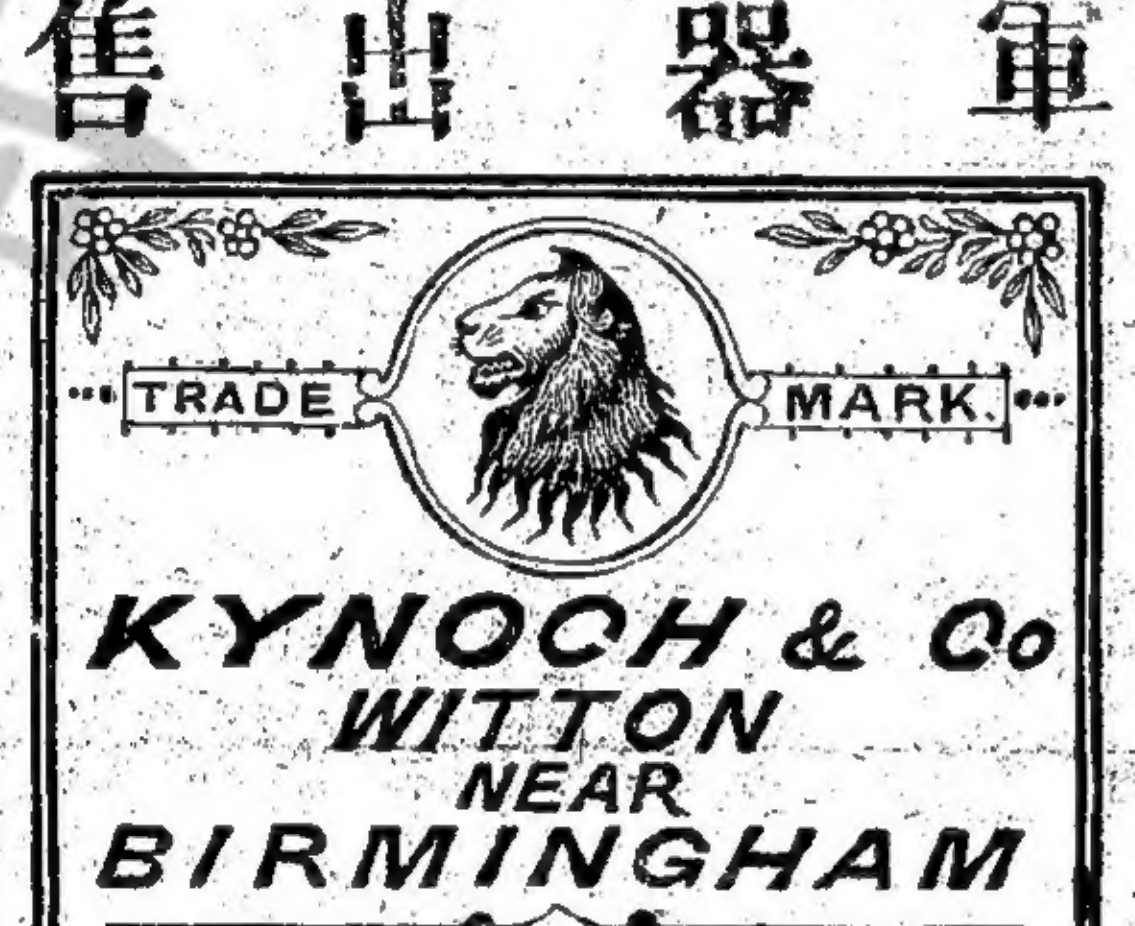 軍器出售
TRADE MARK.
KYNOCH & Co
WITTON
NEAR
BIRMINGHAM